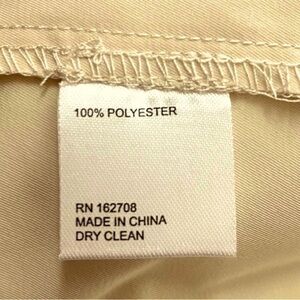 100% POLYESTER
RN 162708
MADE IN CHINA
DRY CLEAN